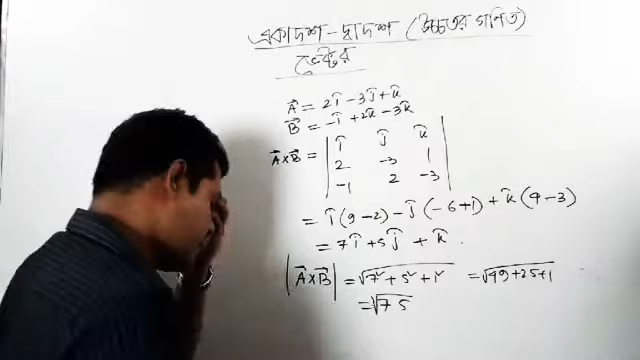 একাদশ-দ্বাদশ (উচ্চতর গণিত)
ভেক্টর
A⃗ = 2î - 3ĵ + k̂
B⃗ = -î + 2k̂ - 3k̂
A⃗×B⃗ = | î ĵ k̂
2 -3 1
-1 2 -3 |
= î (9-2) - ĵ (-6+1) + k̂ (4-3)
= 7î + 5ĵ + k̂.
|A⃗×B⃗| = √7² + 5² + 1² = √49+25+1
= √75